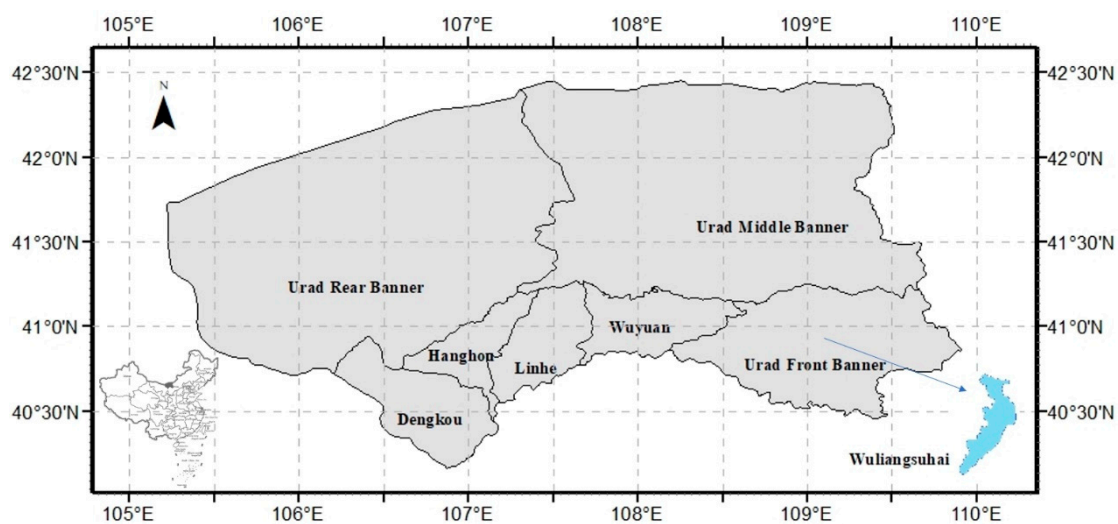 105°E 106°E 107°E 108°E 109°E 110°E
42°30'N 42°30'N
N
42°0'N 42°0'N
Urad Middle Banner
41°30'N 41°30'N
Urad Rear Banner
41°0'N 41°0'N
Wuyuan
Hanghon
Linhe
Urad Front Banner
40°30'N 40°30'N
Dengkou
Wuliangsuhai
105°E 106°E 107°E 108°E 109°E 110°E